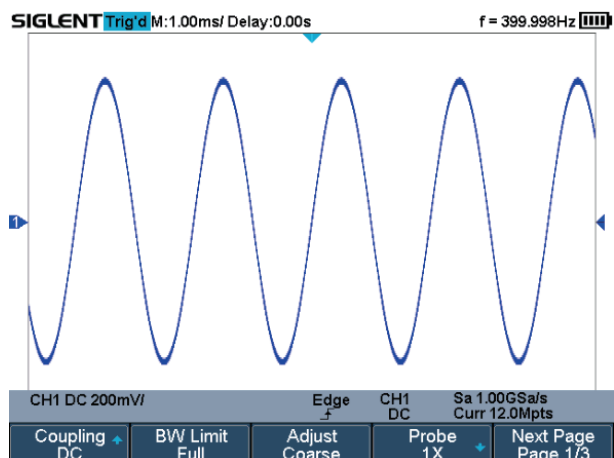 SIGLENT Trig'd M:1.00ms/ Delay:0.00s f = 399.998Hz
1
CH1 DC 200mV/ Edge CH1 Sa 1.00GSa/s
DC Curr 12.0Mpts
Coupling BW Limit Adjust Probe Next Page
DC Full Coarse 1X Page 1/3